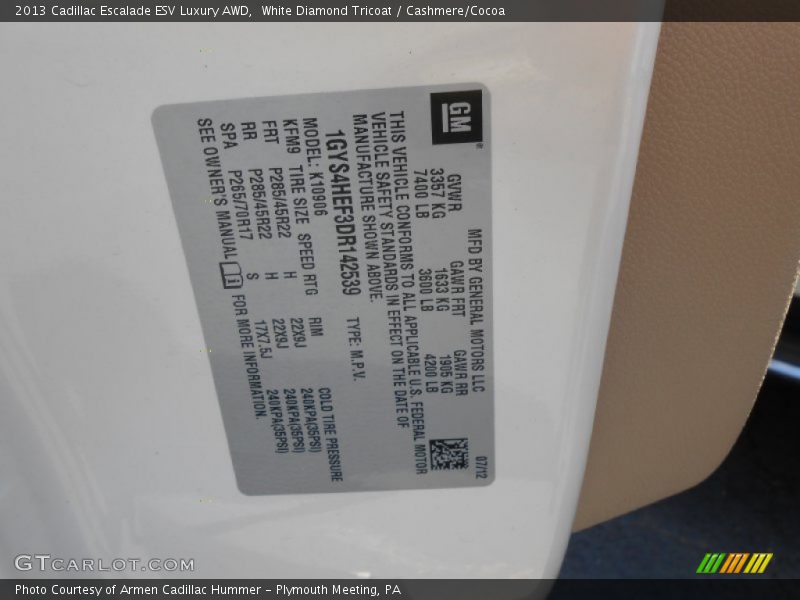 2013 Cadillac Escalade ESV Luxury AWD,  White Diamond Tricoat / Cashmere/Cocoa
GM
MFD BY GENERAL MOTORS LLC 07/12
GVWR GAWR FRT GAWR RR
3357 KG 1633 KG 1905 KG
7400 LB 3600 LB 4200 LB
THIS VEHICLE CONFORMS TO ALL APPLICABLE U.S. FEDERAL MOTOR
VEHICLE SAFETY STANDARDS IN EFFECT ON THE DATE OF
MANUFACTURE SHOWN ABOVE.
1GYS4HEF3DR142539 TYPE: M.P.V.
MODEL: K10906 COLD TIRE PRESSURE
KFM9 TIRE SIZE SPEED RTG RIM
FRT P285/45R22 H 22X9J 240KPA(35PSI)
RR P285/45R22 H 22X9J 240KPA(35PSI)
SPA P265/70R17 S 17X7.5J 240KPA(35PSI)
SEE OWNER'S MANUAL FOR MORE INFORMATION.
GTCARLOT.COM
Photo Courtesy of Armen Cadillac Hummer – Plymouth Meeting, PA